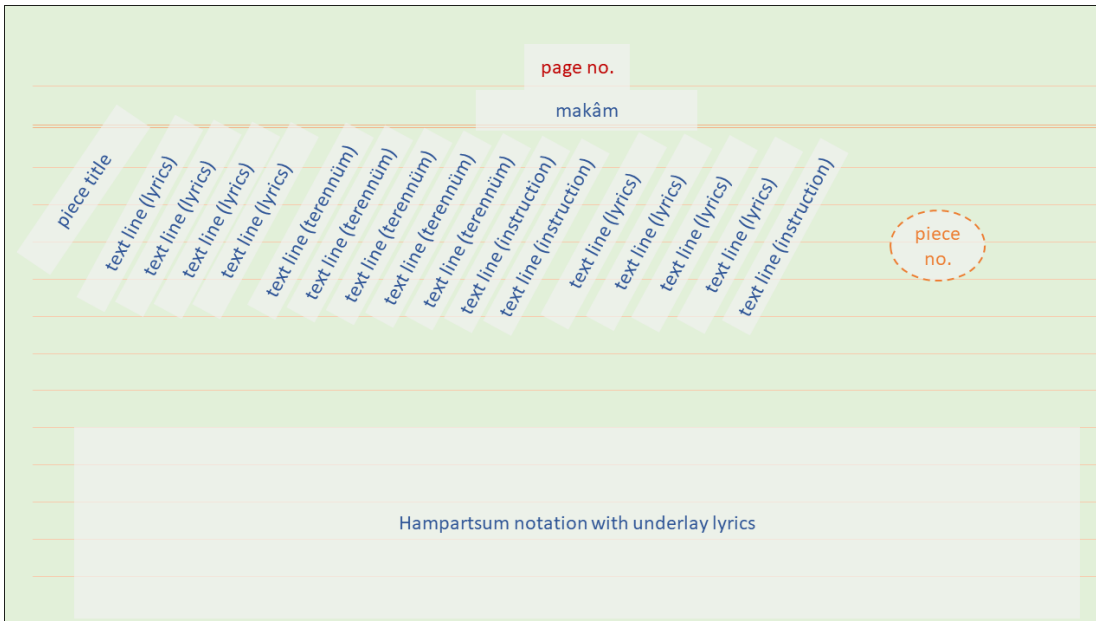 page no.
makâm
piece title
text line (lyrics)
text line (lyrics)
text line (lyrics)
text line (lyrics)
text line (terennüm)
text line (terennüm)
text line (terennüm)
text line (terennüm)
text line (terennüm)
text line (instruction)
text line (instruction)
text line (lyrics)
text line (lyrics)
text line (lyrics)
text line (lyrics)
text line (instruction)
piece
no.
Hampartsum notation with underlay lyrics